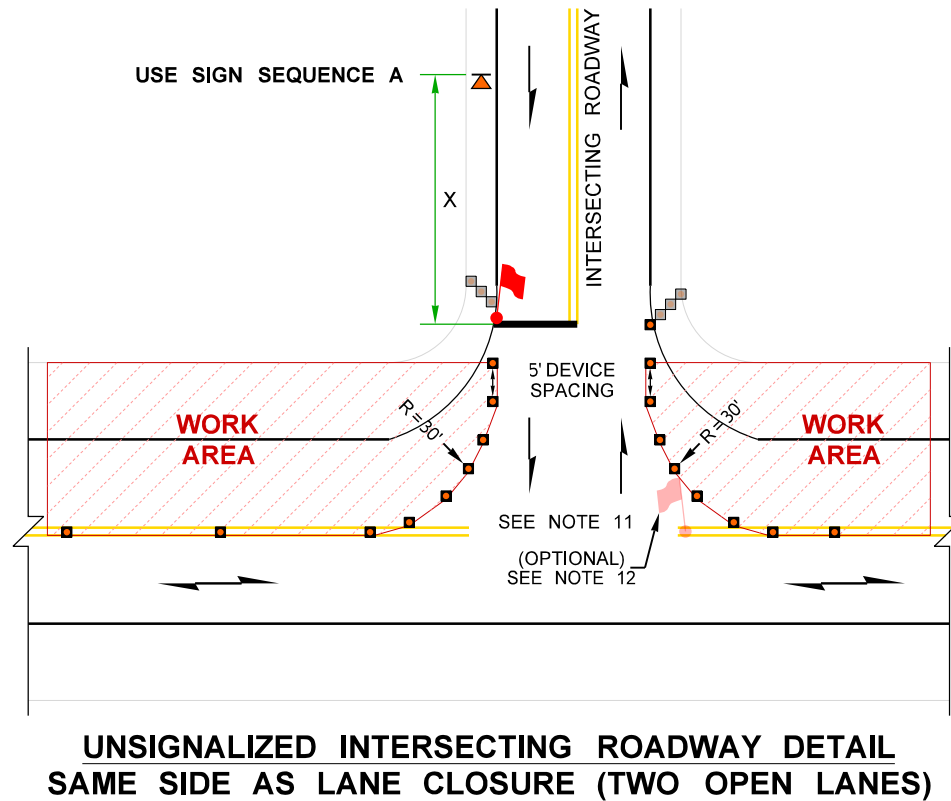 USE SIGN SEQUENCE A
X
INTERSECTING ROADWAY
5' DEVICE
SPACING
WORK
AREA
R = 30'
R = 30'
WORK
AREA
SEE NOTE 11
(OPTIONAL)
SEE NOTE 12
UNSIGNALIZED INTERSECTING ROADWAY DETAIL
SAME SIDE AS LANE CLOSURE (TWO OPEN LANES)